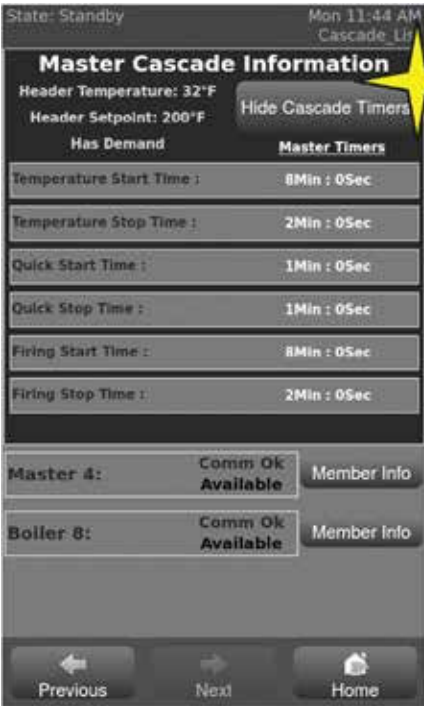 State: Standby
Mon 11:44 AM
Cascade_List
Master Cascade Information
Header Temperature: 32°F
Header Setpoint: 200°F
Has Demand
Hide Cascade Timers
Master Timers
Temperature Start Time : 8Min : 0Sec
Temperature Stop Time : 2Min : 0Sec
Quick Start Time : 1Min : 0Sec
Quick Stop Time : 1Min : 0Sec
Firing Start Time : 8Min : 0Sec
Firing Stop Time : 2Min : 0Sec
Master 4: Comm Ok
Available
Member Info
Boiler 8: Comm Ok
Available
Member Info
Previous
Next
Home